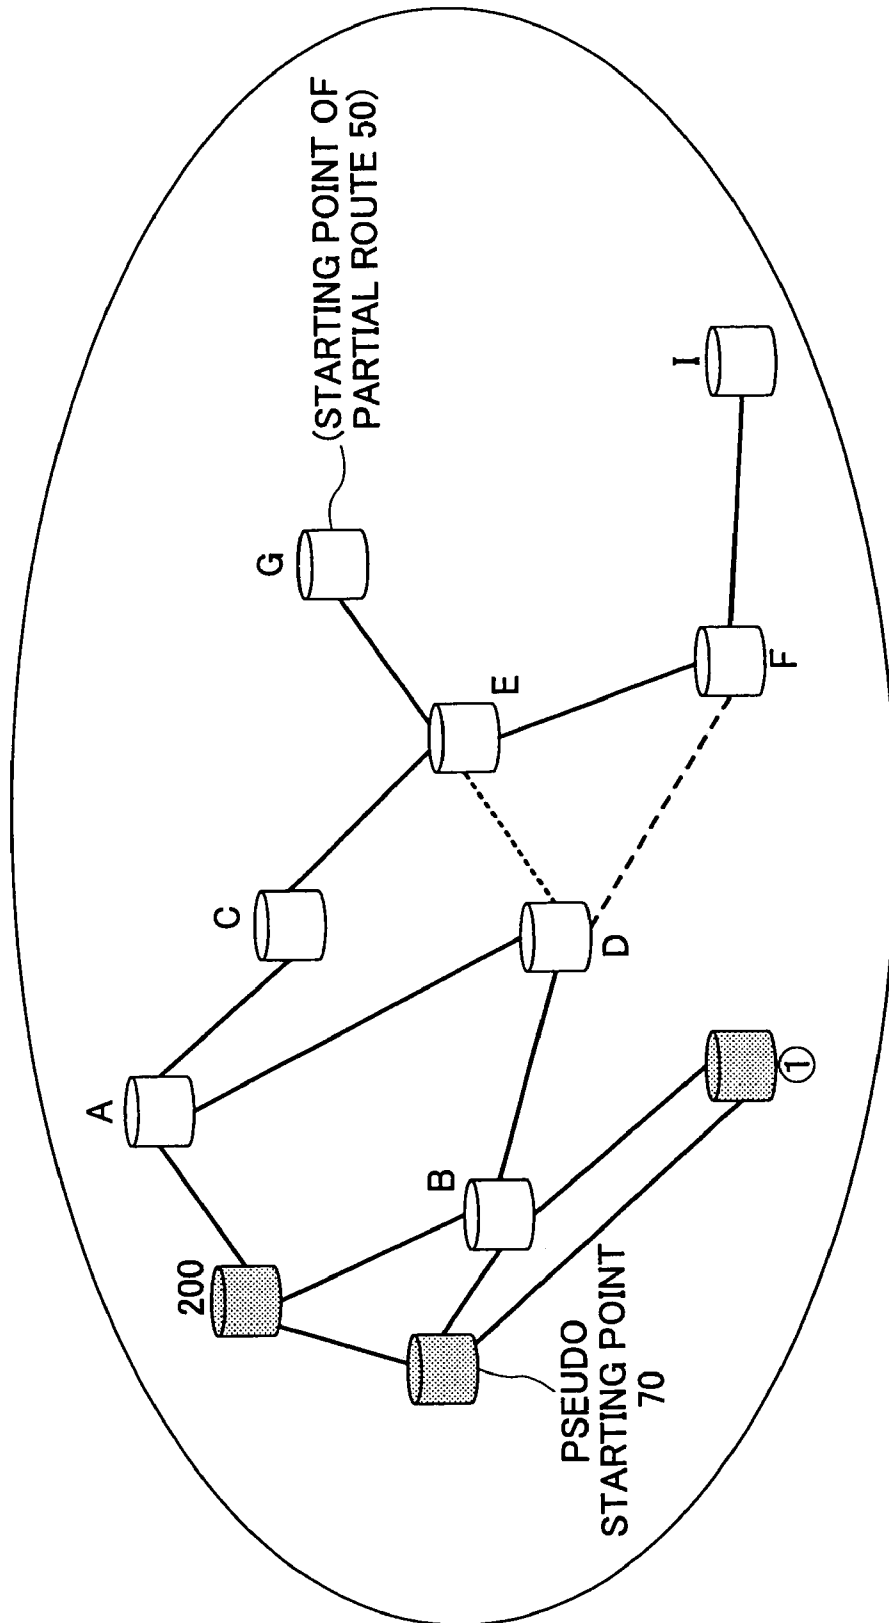 200
A
C
G
(STARTING POINT OF
PARTIAL ROUTE 50)
PSEUDO
STARTING POINT
70
B
D
E
F
I
①